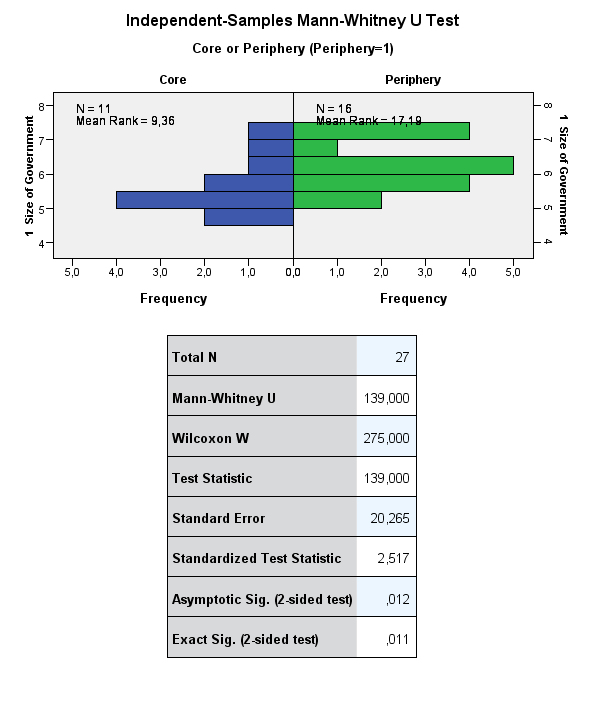 Independent-Samples Mann-Whitney U Test
Core or Periphery (Periphery=1)
Core
Periphery
N = 11
Mean Rank = 9,36
N = 16
Mean Rank = 17,19
1 Size of Government
8
7
6
5
4
8
7
6
5
4
1 Size of Government
5,0 4,0 3,0 2,0 1,0 0,0 0,0 1,0 2,0 3,0 4,0 5,0
Frequency
Frequency
Total N 27
Mann-Whitney U 139,000
Wilcoxon W 275,000
Test Statistic 139,000
Standard Error 20,265
Standardized Test Statistic 2,517
Asymptotic Sig. (2-sided test) ,012
Exact Sig. (2-sided test) ,011